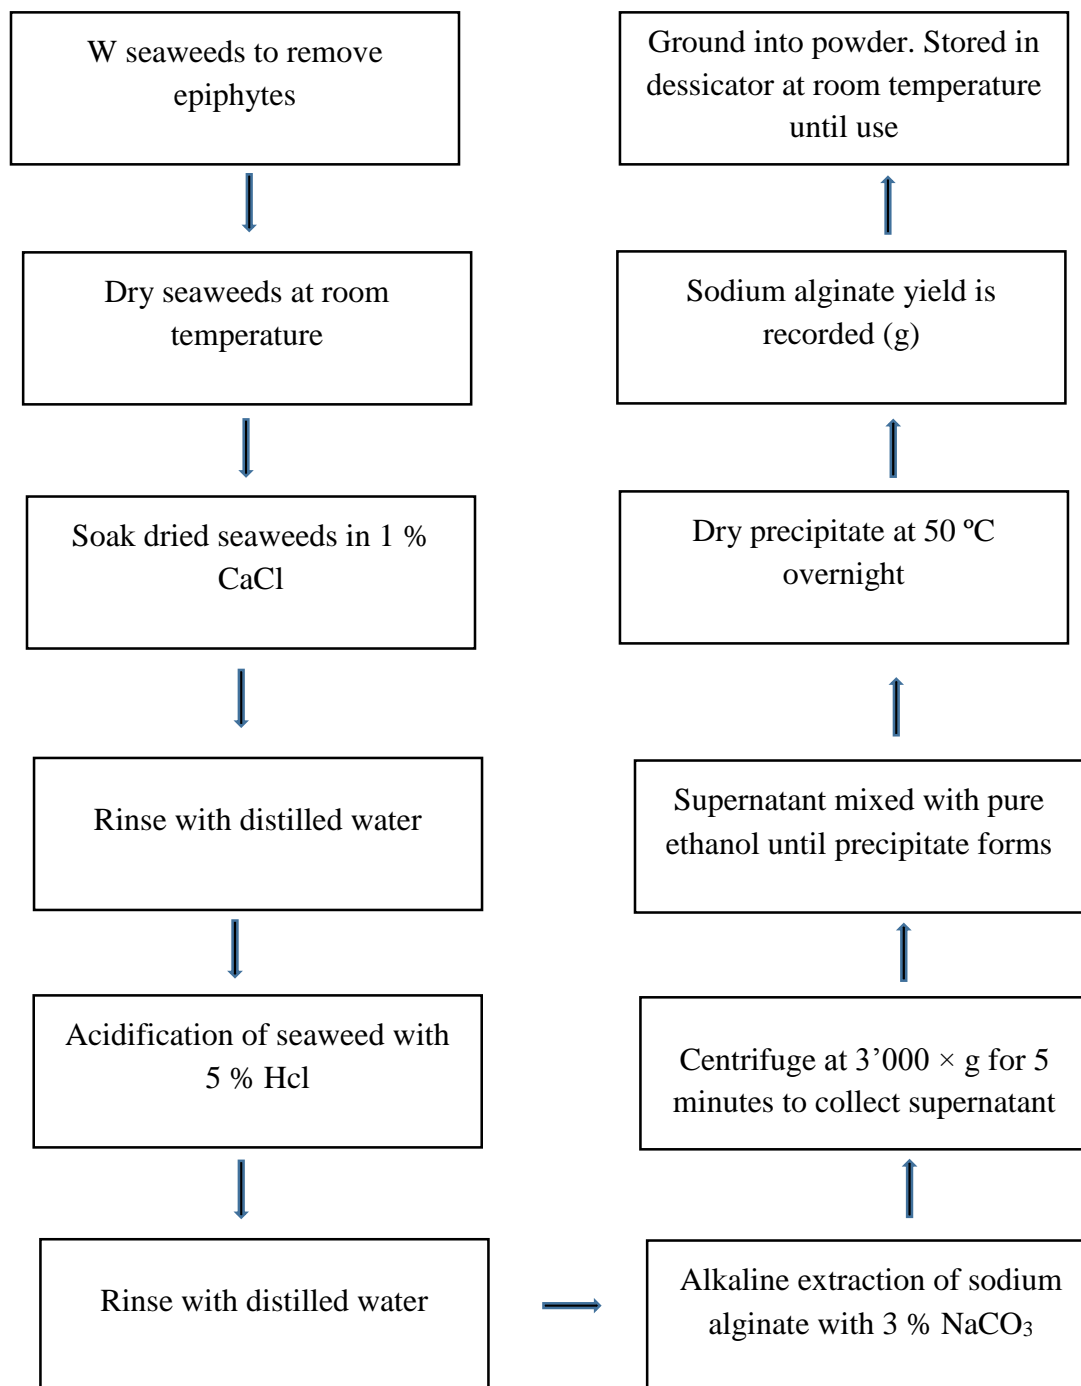 W seaweeds to remove
epiphytes
Dry seaweeds at room
temperature
Soak dried seaweeds in 1 %
CaCl
Rinse with distilled water
Acidification of seaweed with
5 % Hcl
Rinse with distilled water
Alkaline extraction of sodium
alginate with 3 % NaCO₃
Centrifuge at 3’000 × g for 5
minutes to collect supernatant
Supernatant mixed with pure
ethanol until precipitate forms
Dry precipitate at 50 ºC
overnight
Sodium alginate yield is
recorded (g)
Ground into powder. Stored in
dessicator at room temperature
until use